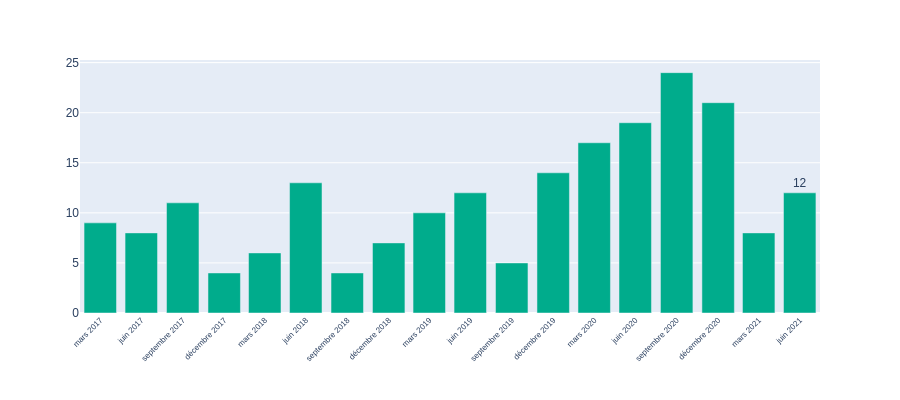 25
20
15
10
5
0
12
mars 2017
juin 2017
septembre 2017
décembre 2017
mars 2018
juin 2018
septembre 2018
décembre 2018
mars 2019
juin 2019
septembre 2019
décembre 2019
mars 2020
juin 2020
septembre 2020
décembre 2020
mars 2021
juin 2021